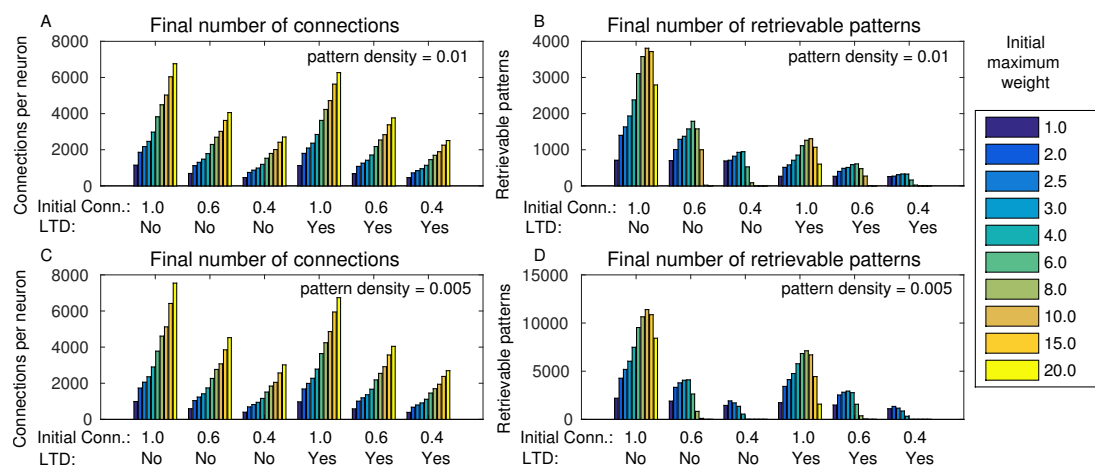 A
Final number of connections
pattern density = 0.01
Connections per neuron
8000
6000
4000
2000
0
Initial Conn.: 1.0 0.6 0.4 1.0 0.6 0.4
LTD: No No No Yes Yes Yes
B
Final number of retrievable patterns
pattern density = 0.01
Retrievable patterns
4000
3000
2000
1000
0
Initial Conn.: 1.0 0.6 0.4 1.0 0.6 0.4
LTD: No No No Yes Yes Yes
C
Final number of connections
pattern density = 0.005
Connections per neuron
8000
6000
4000
2000
0
Initial Conn.: 1.0 0.6 0.4 1.0 0.6 0.4
LTD: No No No Yes Yes Yes
D
Final number of retrievable patterns
pattern density = 0.005
Retrievable patterns
15000
10000
5000
0
Initial Conn.: 1.0 0.6 0.4 1.0 0.6 0.4
LTD: No No No Yes Yes Yes
Initial
maximum
weight
1.0
2.0
2.5
3.0
4.0
6.0
8.0
10.0
15.0
20.0